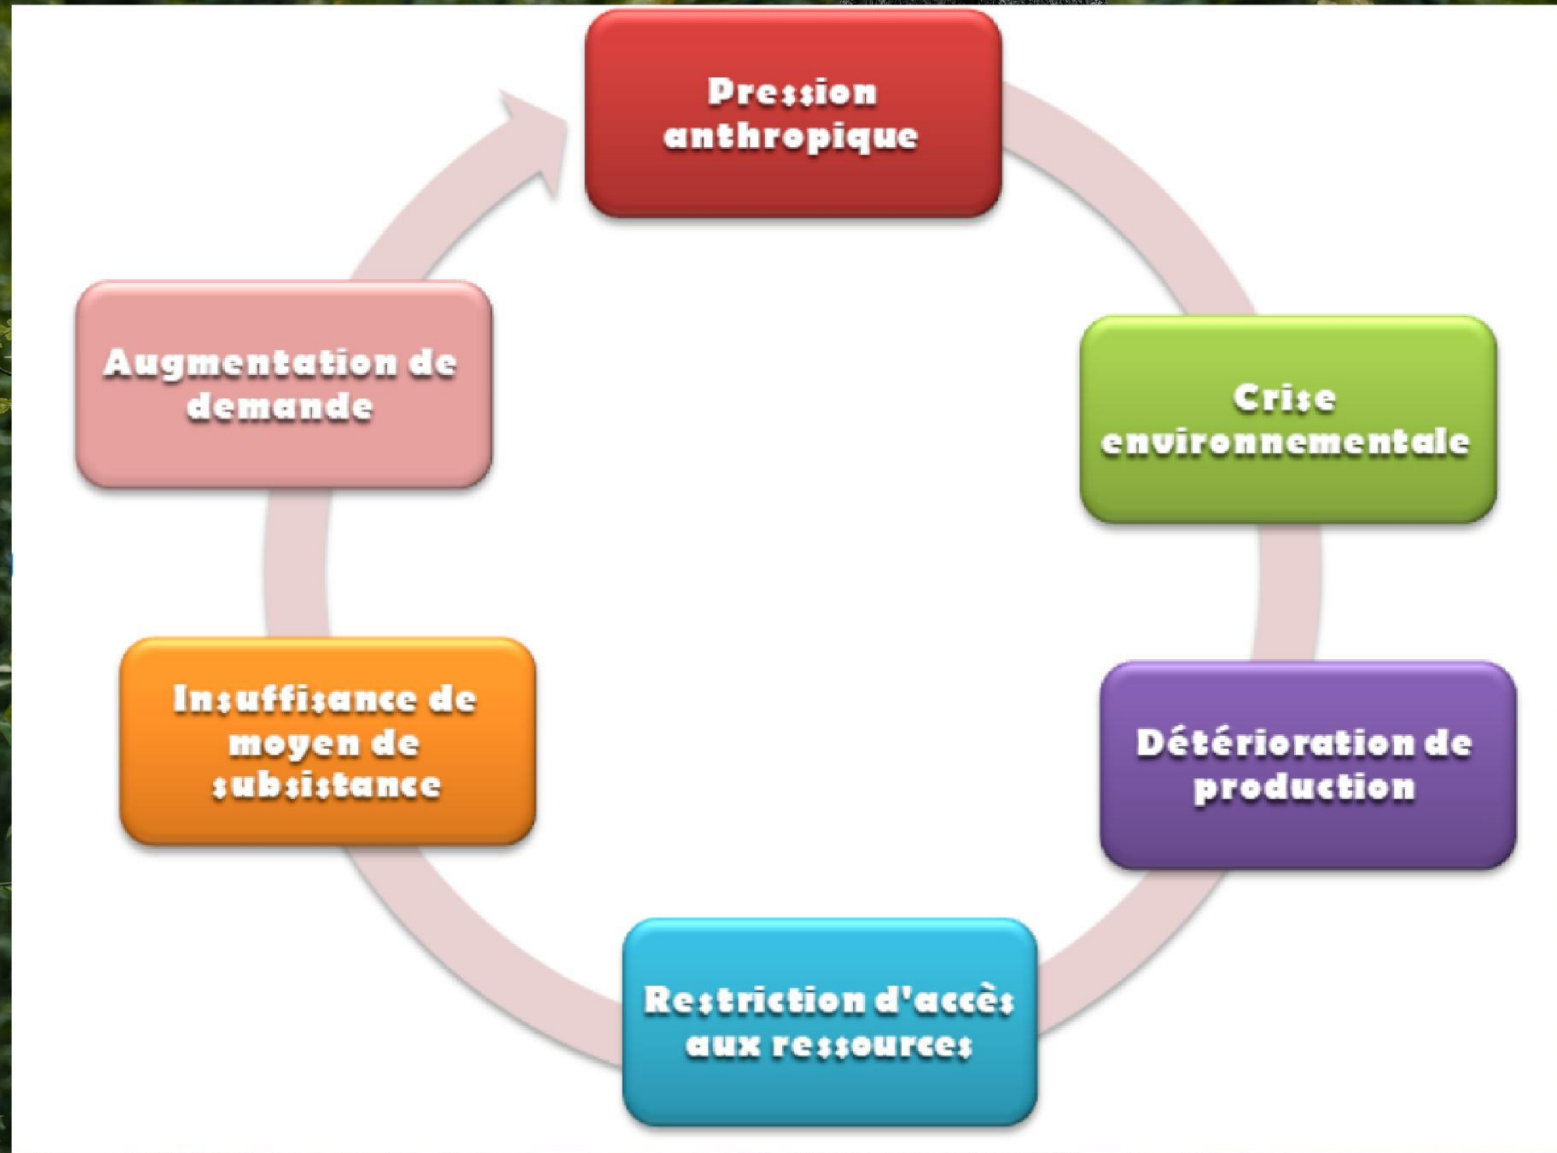 Pression
anthropique
Crise
environnementale
Détérioration de
production
Restriction d'accès
aux ressources
Insuffisance de
moyen de
subsistance
Augmentation de
demande